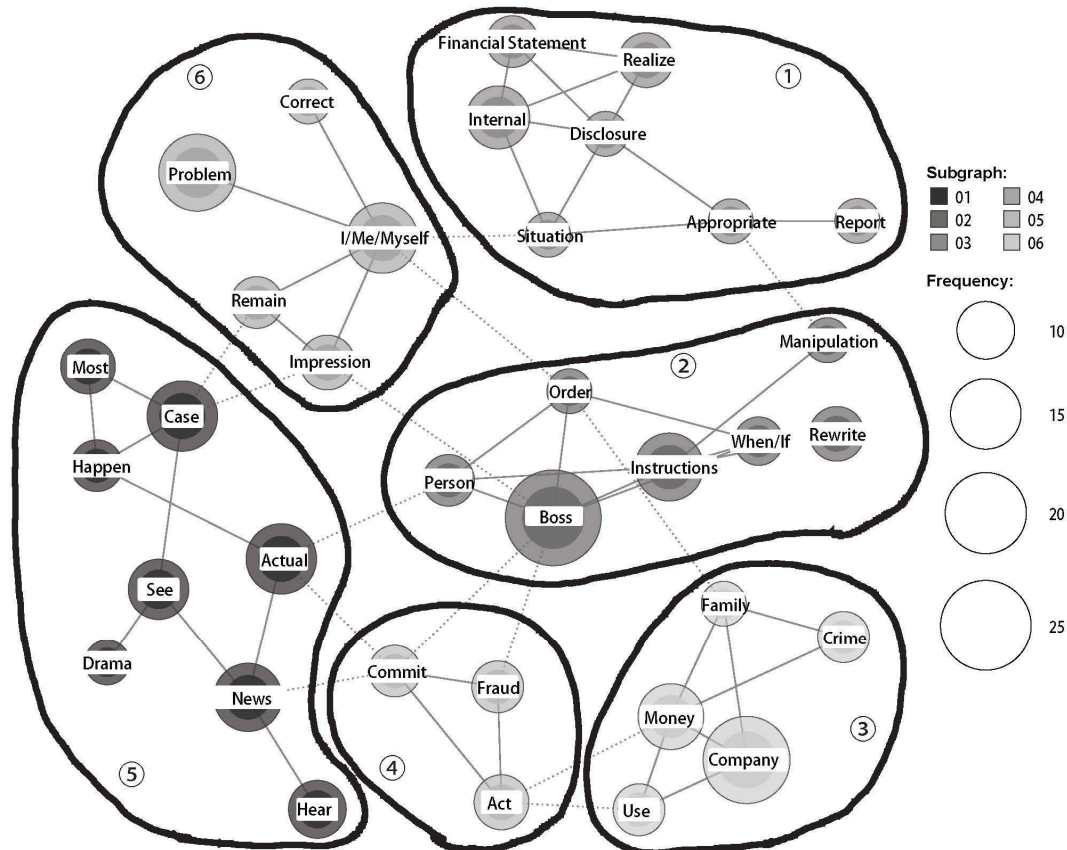 Financial Statement
Realize
①
Internal
Disclosure
Situation
Appropriate
Report
⑥
Correct
Problem
I/Me/Myself
Remain
Impression
②
Manipulation
Order
When/If
Rewrite
Instructions
Person
Boss
Most
Case
Happen
Actual
See
Drama
News
Hear
⑤
Commit
Fraud
④
Act
Family
Crime
Money
Company
③
Use
Subgraph:
01 04
02 05
03 06
Frequency:
10
15
20
25